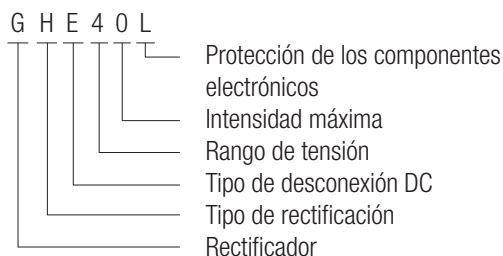 G H E 4 0 L
Protección de los componentes
electrónicos
Intensidad máxima
Rango de tensión
Tipo de desconexión DC
Tipo de rectificación
Rectificador